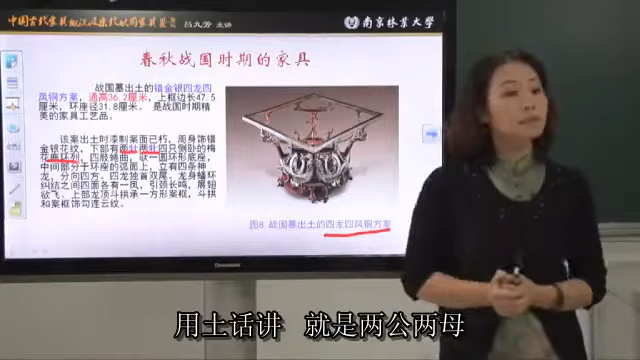 中国古代家具概说及宋代以前家具鉴赏 吕九芳 主讲
南京林业大学
春秋战国时期的家具
战国墓出土的错金银四龙四
凤铜方案，通高36.2厘米，上框边长47.5
厘米，环座径31.8厘米。是战国时期精
美的家具工艺品。
该案出土时漆制案面已朽，周身饰错
金银花纹，下部有两牡两牝四只侧卧的梅
花鹿环列，四肢蜷曲，驮一圆环形底座，
中间部分于环座的弧面上，立有四条神
龙，分向四方。四龙独首双尾。龙身蟠环
纠结之间四面各有一凤，引颈长鸣，展翅
欲飞。上部龙顶斗拱承一方形案框，斗拱
和案框饰勾连云纹。
图8 战国墓出土的四龙四凤铜方案
用土话讲 就是两公两母